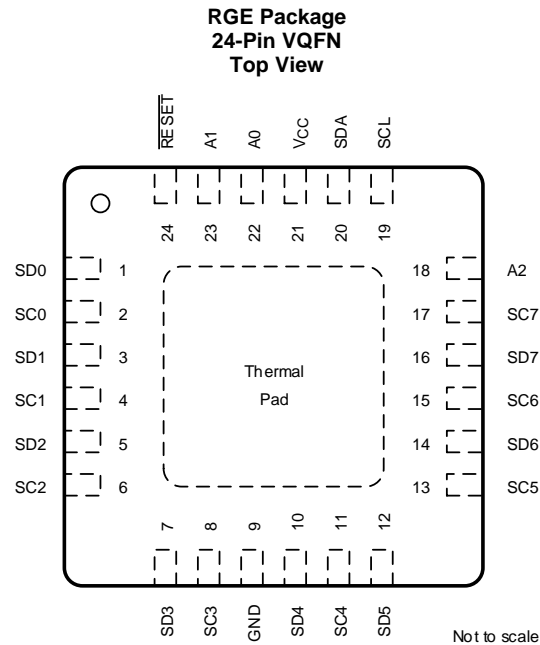 RGE Package
24-Pin VQFN
Top View
RESET
A1
A0
VCC
SDA
SCL
24
23
22
21
20
19
SD0 1
SC0 2
SD1 3
SC1 4
SD2 5
SC2 6
Thermal
Pad
18 A2
17 SC7
16 SD7
15 SC6
14 SD6
13 SC5
7
8
9
10
11
12
SD3
SC3
GND
SD4
SC4
SD5
Not to scale